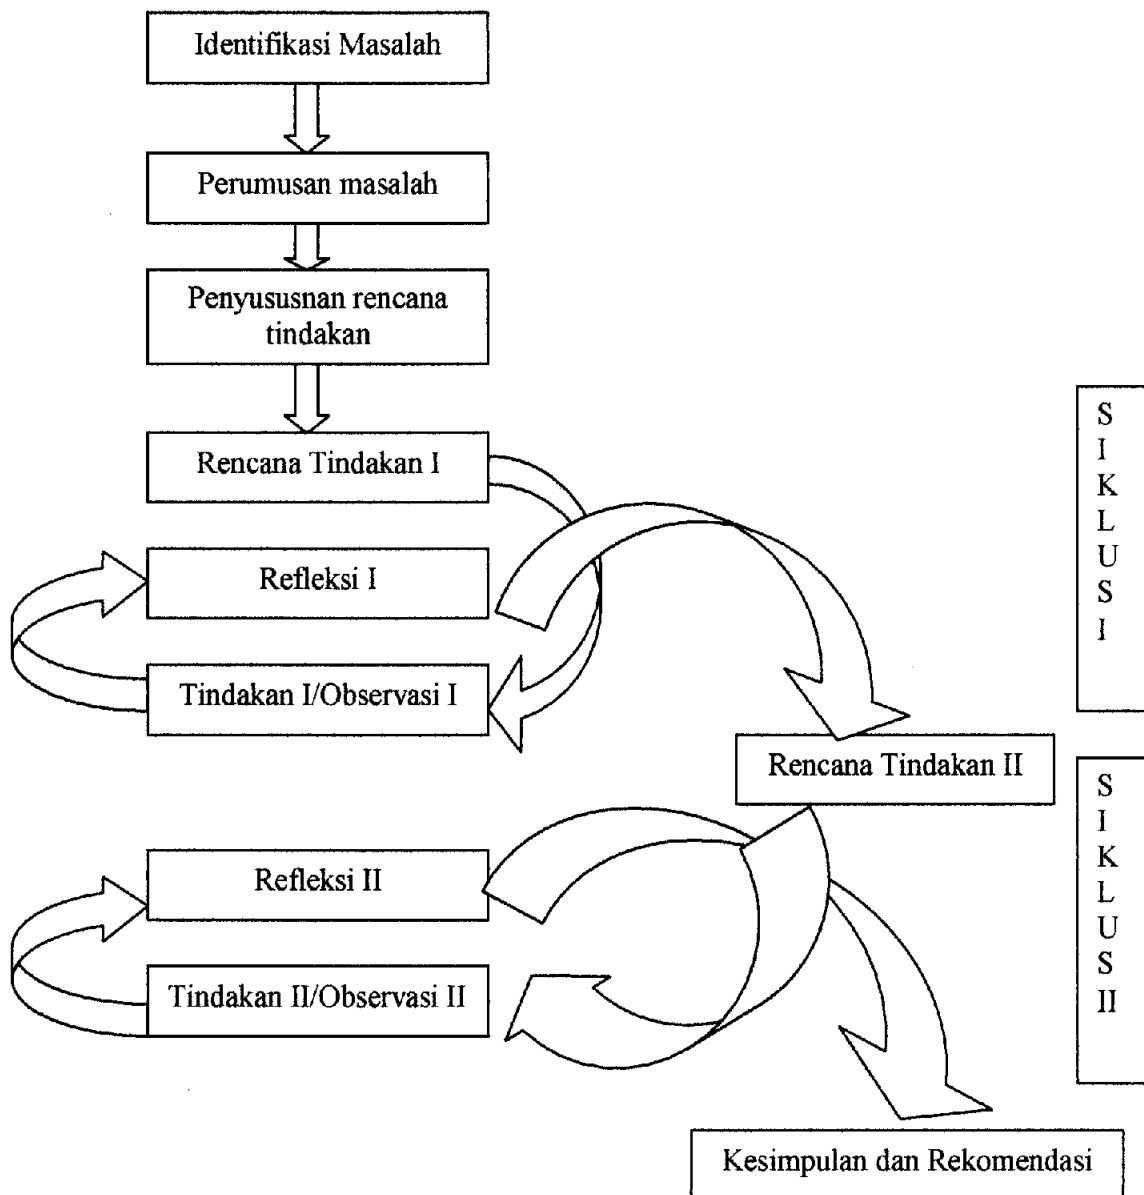 Identifikasi Masalah
Perumusan masalah
Penyususnan rencana
tindakan
Rencana Tindakan I
Refleksi I
Tindakan I/Observasi I
S
I
K
L
U
S
I
Rencana Tindakan II
Refleksi II
Tindakan II/Observasi II
S
I
K
L
U
S
II
Kesimpulan dan Rekomendasi